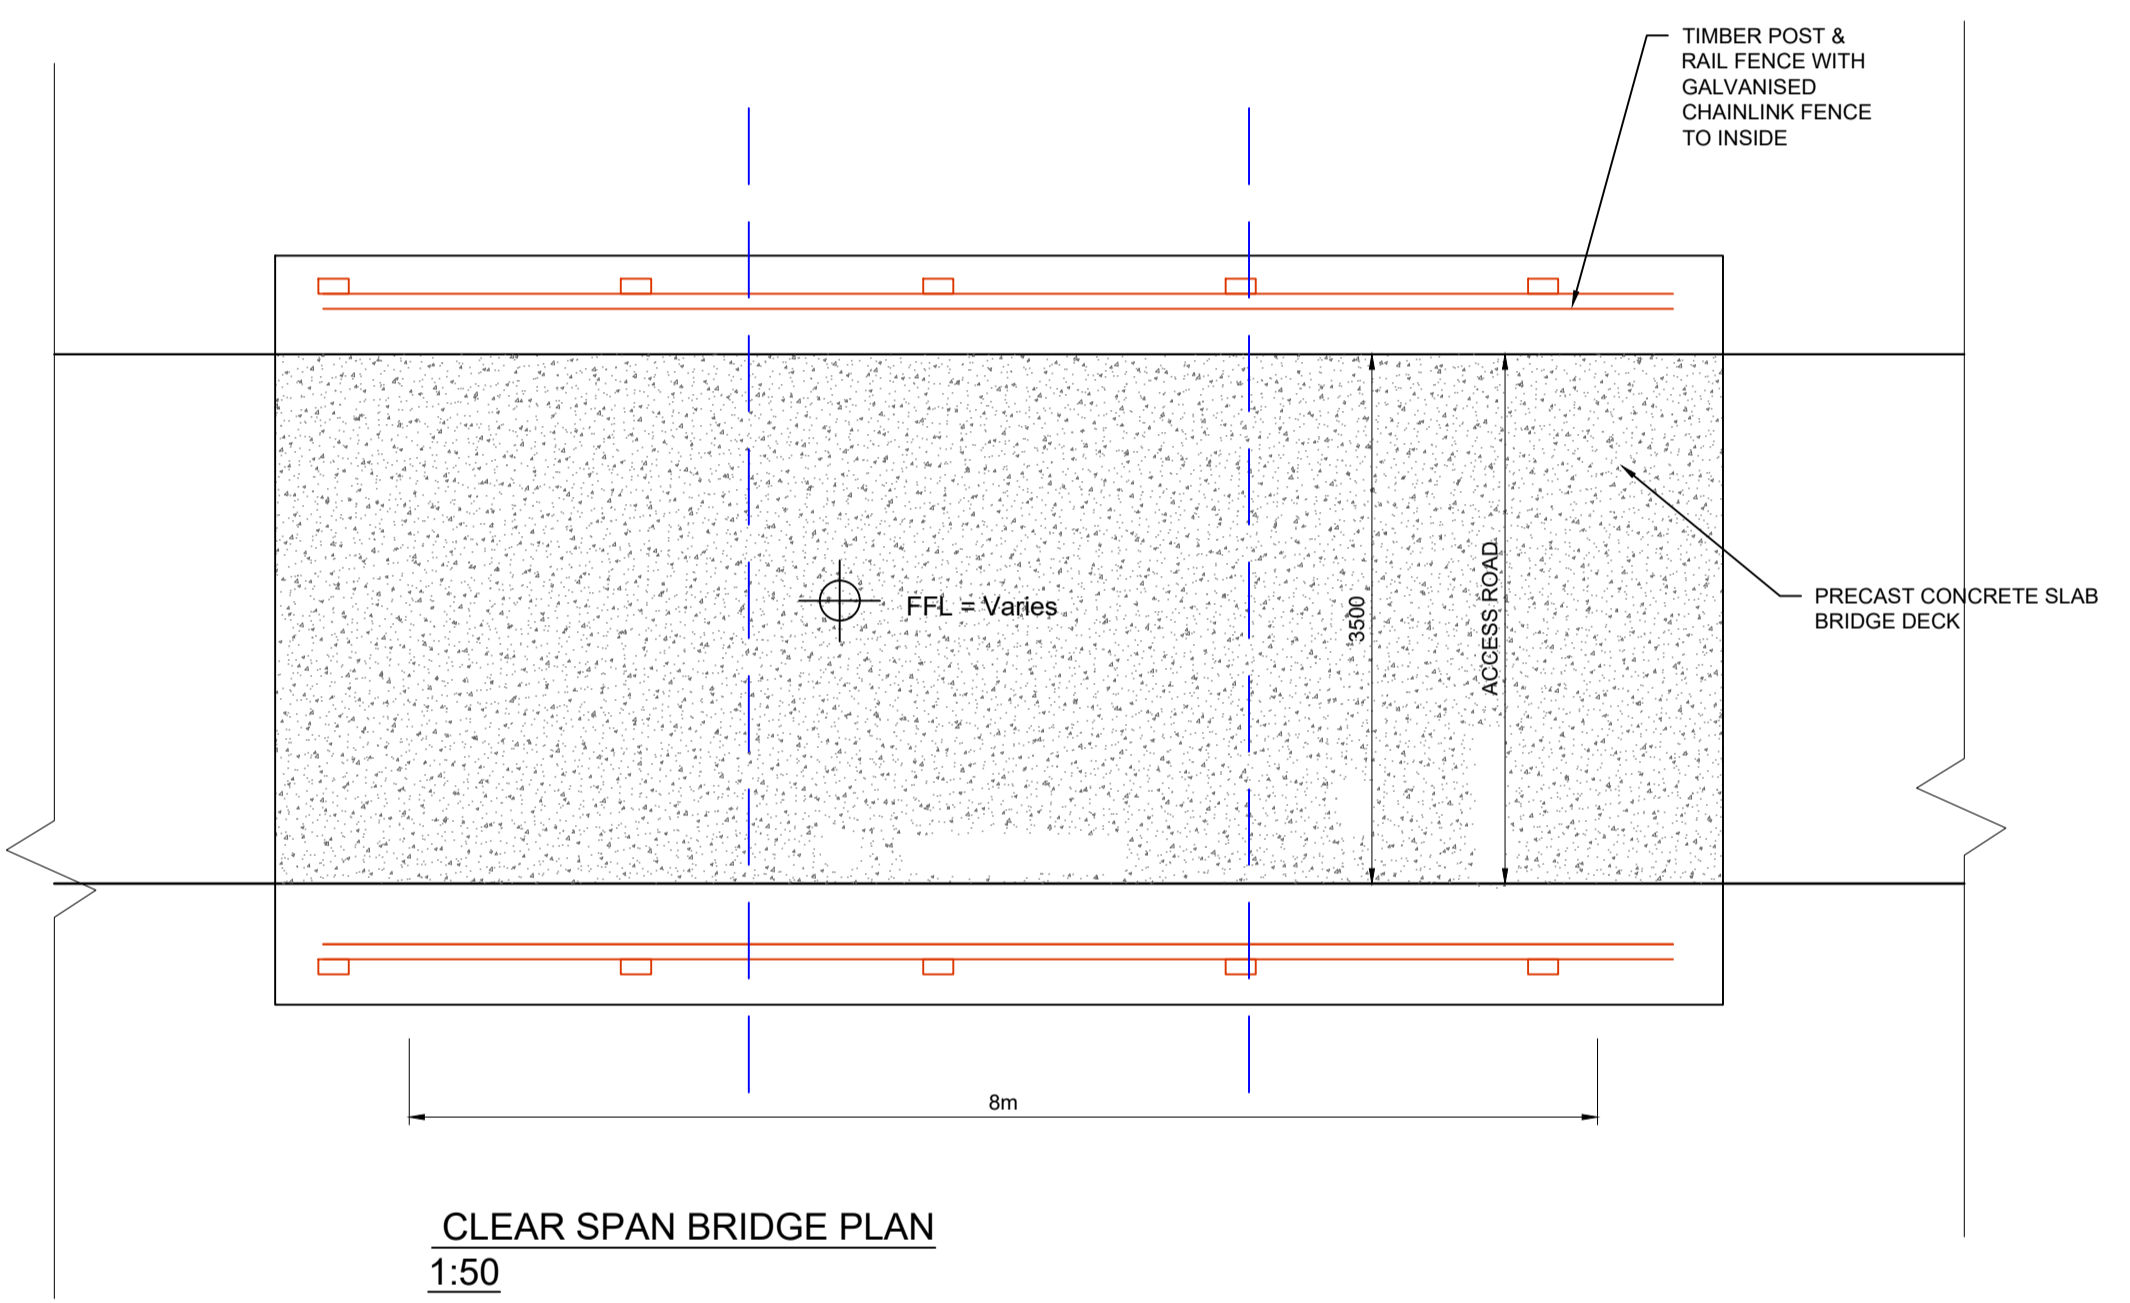 TIMBER POST &
RAIL FENCE WITH
GALVANISED
CHAINLINK FENCE
TO INSIDE
FFL = Varies
3500
ACCESS ROAD
PRECAST CONCRETE SLAB
BRIDGE DECK
8m
CLEAR SPAN BRIDGE PLAN
1:50